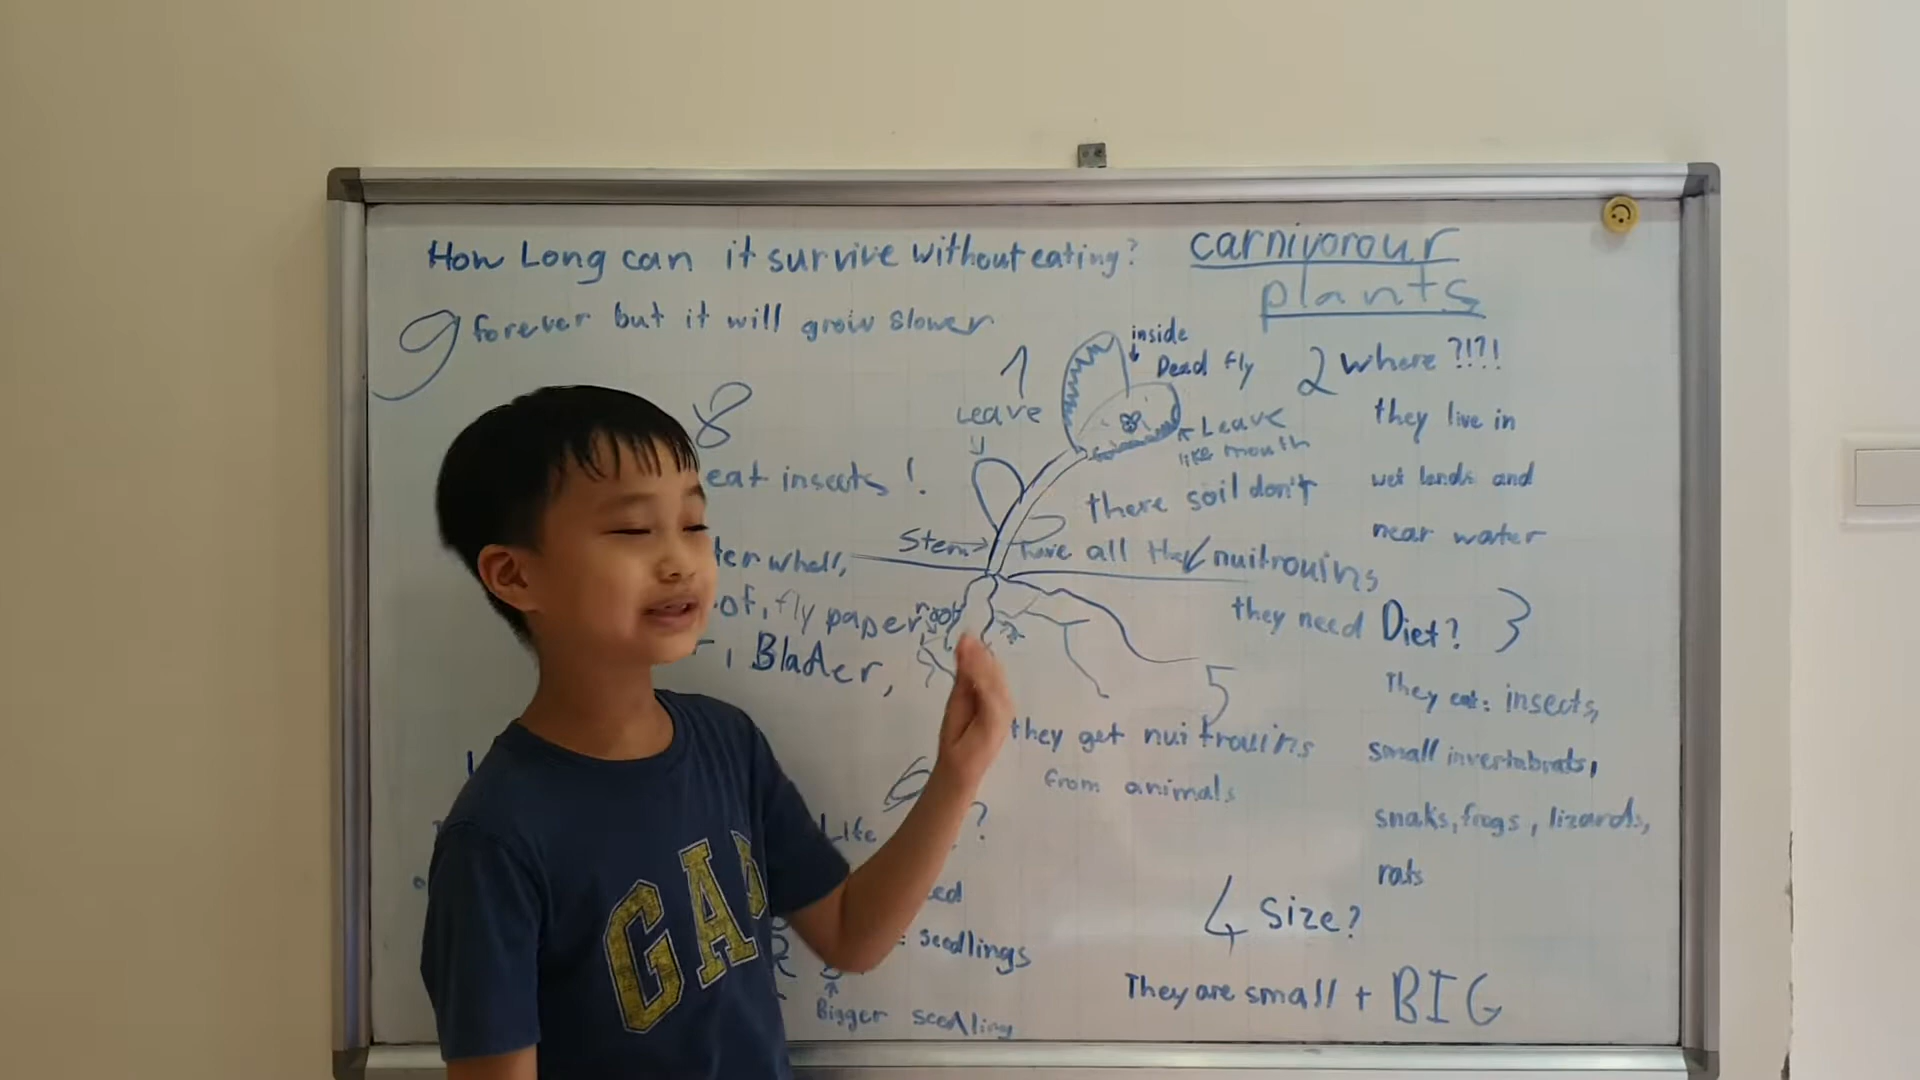 How Long can it survive without eating?
9 forever but it will grow slower
carnivorour
plants
1
Leave
inside
Dead fly
Leave
like mouth
Stem
root
2 where ?!?!
they live in
wet lands and
near water
there soil don't
have all the nuitrouins
they need
Diet? 3
They eat: insects,
small invertabrats,
snaks, frogs, lizards,
rats
4 Size?
They are small + BIG
5
they get nuitrouins
from animals
6
Life ?
seedlings
Bigger seedling
8
eat insects!
whell,
of, fly paper
, Bladder,
GAP